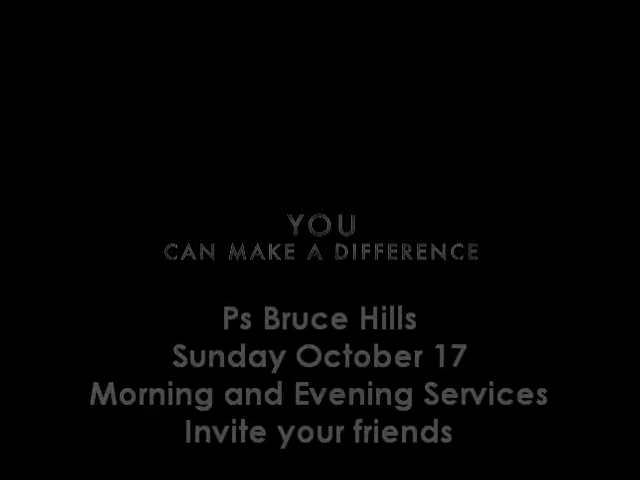 YOU
CAN MAKE A DIFFERENCE
Ps Bruce Hills
Sunday October 17
Morning and Evening Services
Invite your friends